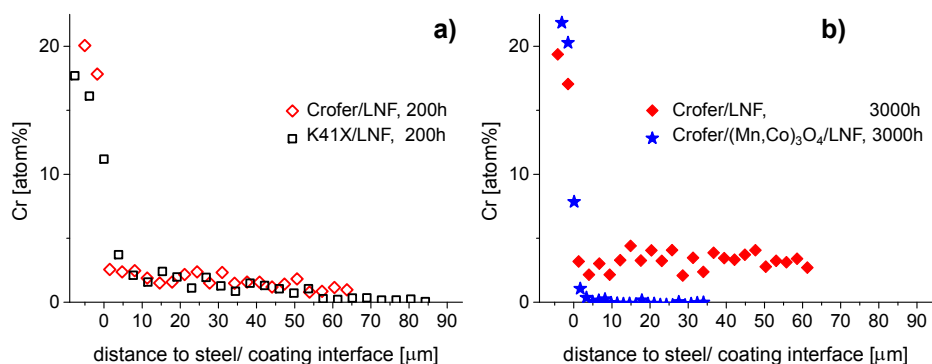 a)
20
10
0
Cr [atom%]
Crofer/LNF, 200h
K41X/LNF, 200h
0 10 20 30 40 50 60 70 80 90
distance to steel/ coating interface [μm]
b)
20
10
0
Cr [atom%]
Crofer/LNF, 3000h
Crofer/(Mn,Co)3O4/LNF, 3000h
0 10 20 30 40 50 60 70 80 90
distance to steel/ coating interface [μm]